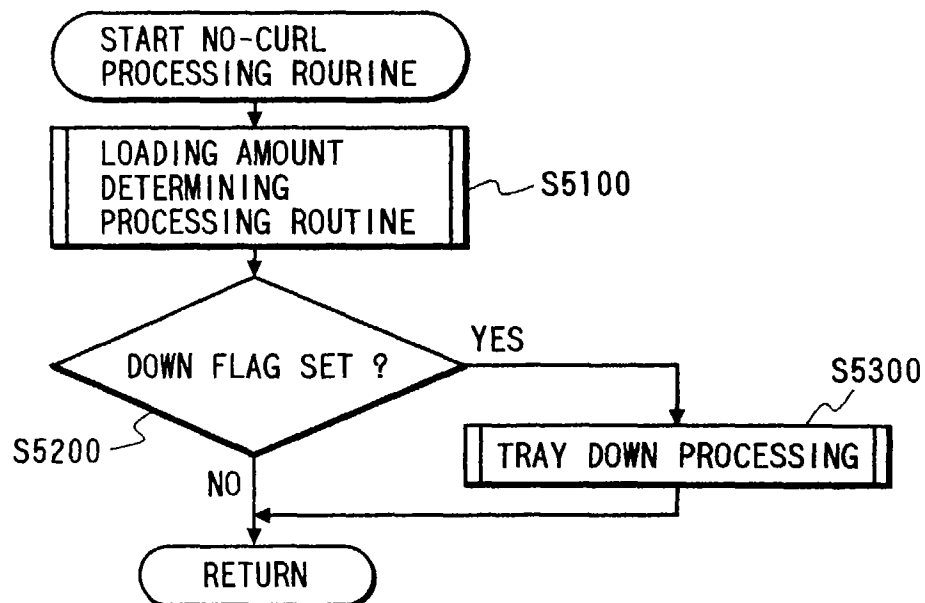 START NO-CURL
PROCESSING ROURINE
LOADING AMOUNT
DETERMINING
PROCESSING ROUTINE
S5100
DOWN FLAG SET ?
YES
S5200
NO
S5300
TRAY DOWN PROCESSING
RETURN